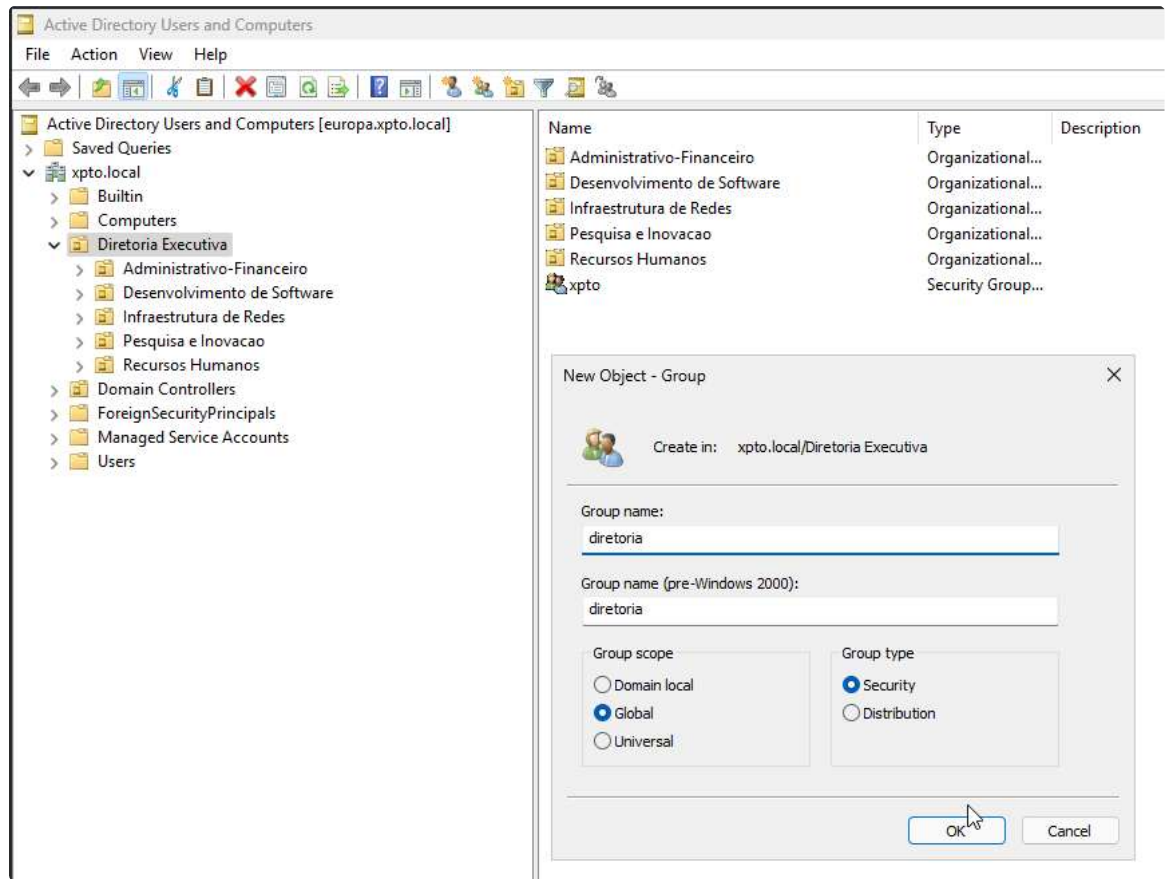 Active Directory Users and Computers
File Action View Help
Active Directory Users and Computers [europa.xpto.local]
Saved Queries
xpto.local
Builtin
Computers
Diretoria Executiva
Administrativo-Financeiro
Desenvolvimento de Software
Infraestrutura de Redes
Pesquisa e Inovacao
Recursos Humanos
Domain Controllers
ForeignSecurityPrincipals
Managed Service Accounts
Users
Name Type Description
Administrativo-Financeiro Organizational...
Desenvolvimento de Software Organizational...
Infraestrutura de Redes Organizational...
Pesquisa e Inovacao Organizational...
Recursos Humanos Organizational...
xpto Security Group...
New Object - Group
Create in: xpto.local/Diretoria Executiva
Group name:
diretoria
Group name (pre-Windows 2000):
diretoria
Group scope
Domain local
Global
Universal
Group type
Security
Distribution
OK Cancel